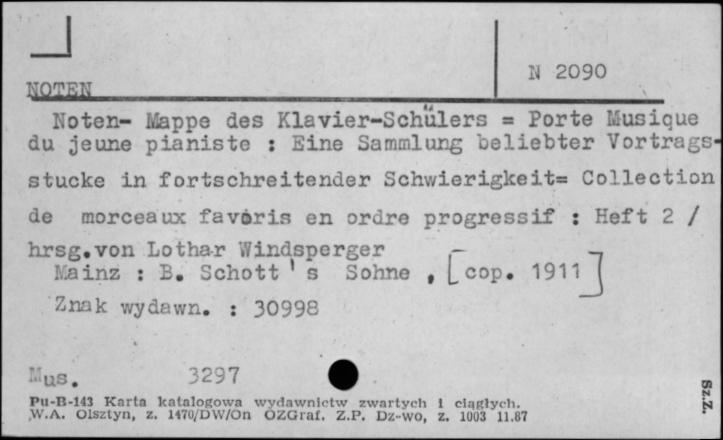 N 2090
NOTEN
Noten- Mappe des Klavier-Schülers = Porte Musique
du jeune pianiste : Eine Sammlung beliebter Vortrags-
stucke in fortschreitender Schwierigkeit= Collection
de morceaux favoris en ordre progressif : Heft 2 /
hrsg.von Lothar Windsperger
Mainz : B. Schott's Sohne , [cop. 1911]
Znak wydawn. : 30998
Mus. 3297
Pu-B-143 Karta katalogowa wydawnictw zwartych i ciągłych.
W.A. Olsztyn, z. 1470/DW/On OZGraf. Z.P. Dz-wo, z. 1003 11.87
Sz.Z.